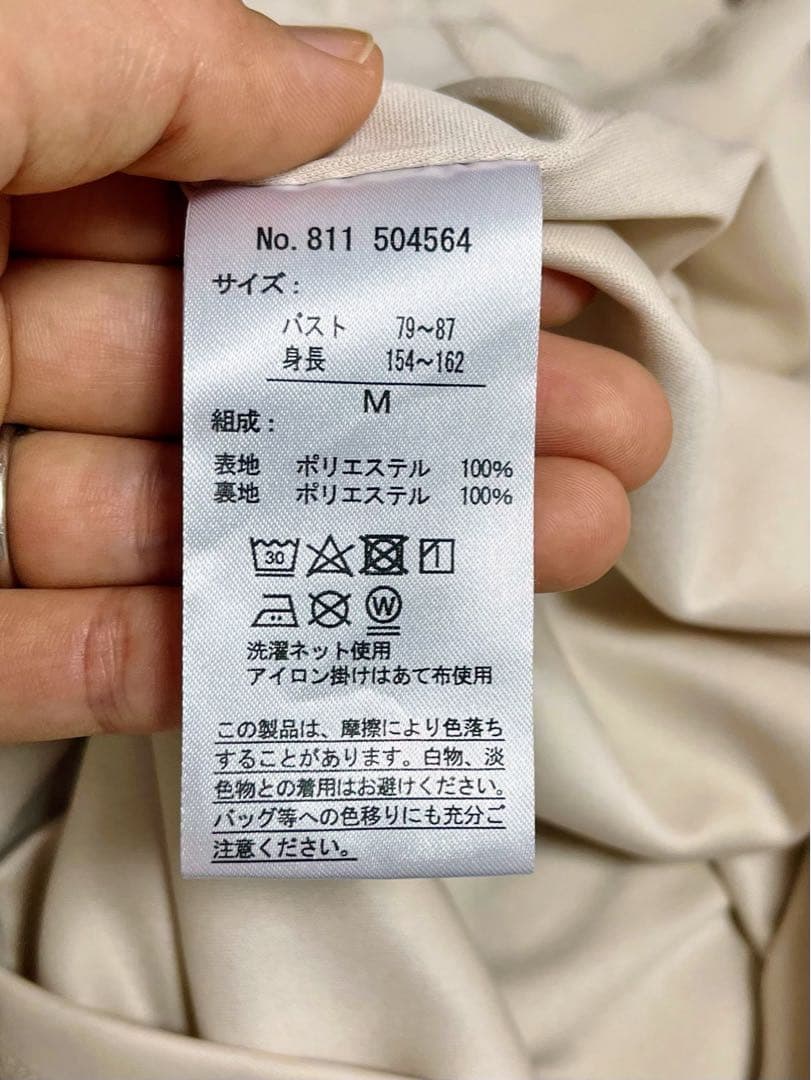 No. 811 504564
サイズ:
バスト 79～87
身長 154～162
M
組成:
表地 ポリエステル 100%
裏地 ポリエステル 100%
30
W
洗濯ネット使用
アイロン掛けはあて布使用
この製品は、摩擦により色落ち
することがあります。白物、淡
色物との着用はお避けください。
バッグ等への色移りにも充分ご
注意ください。